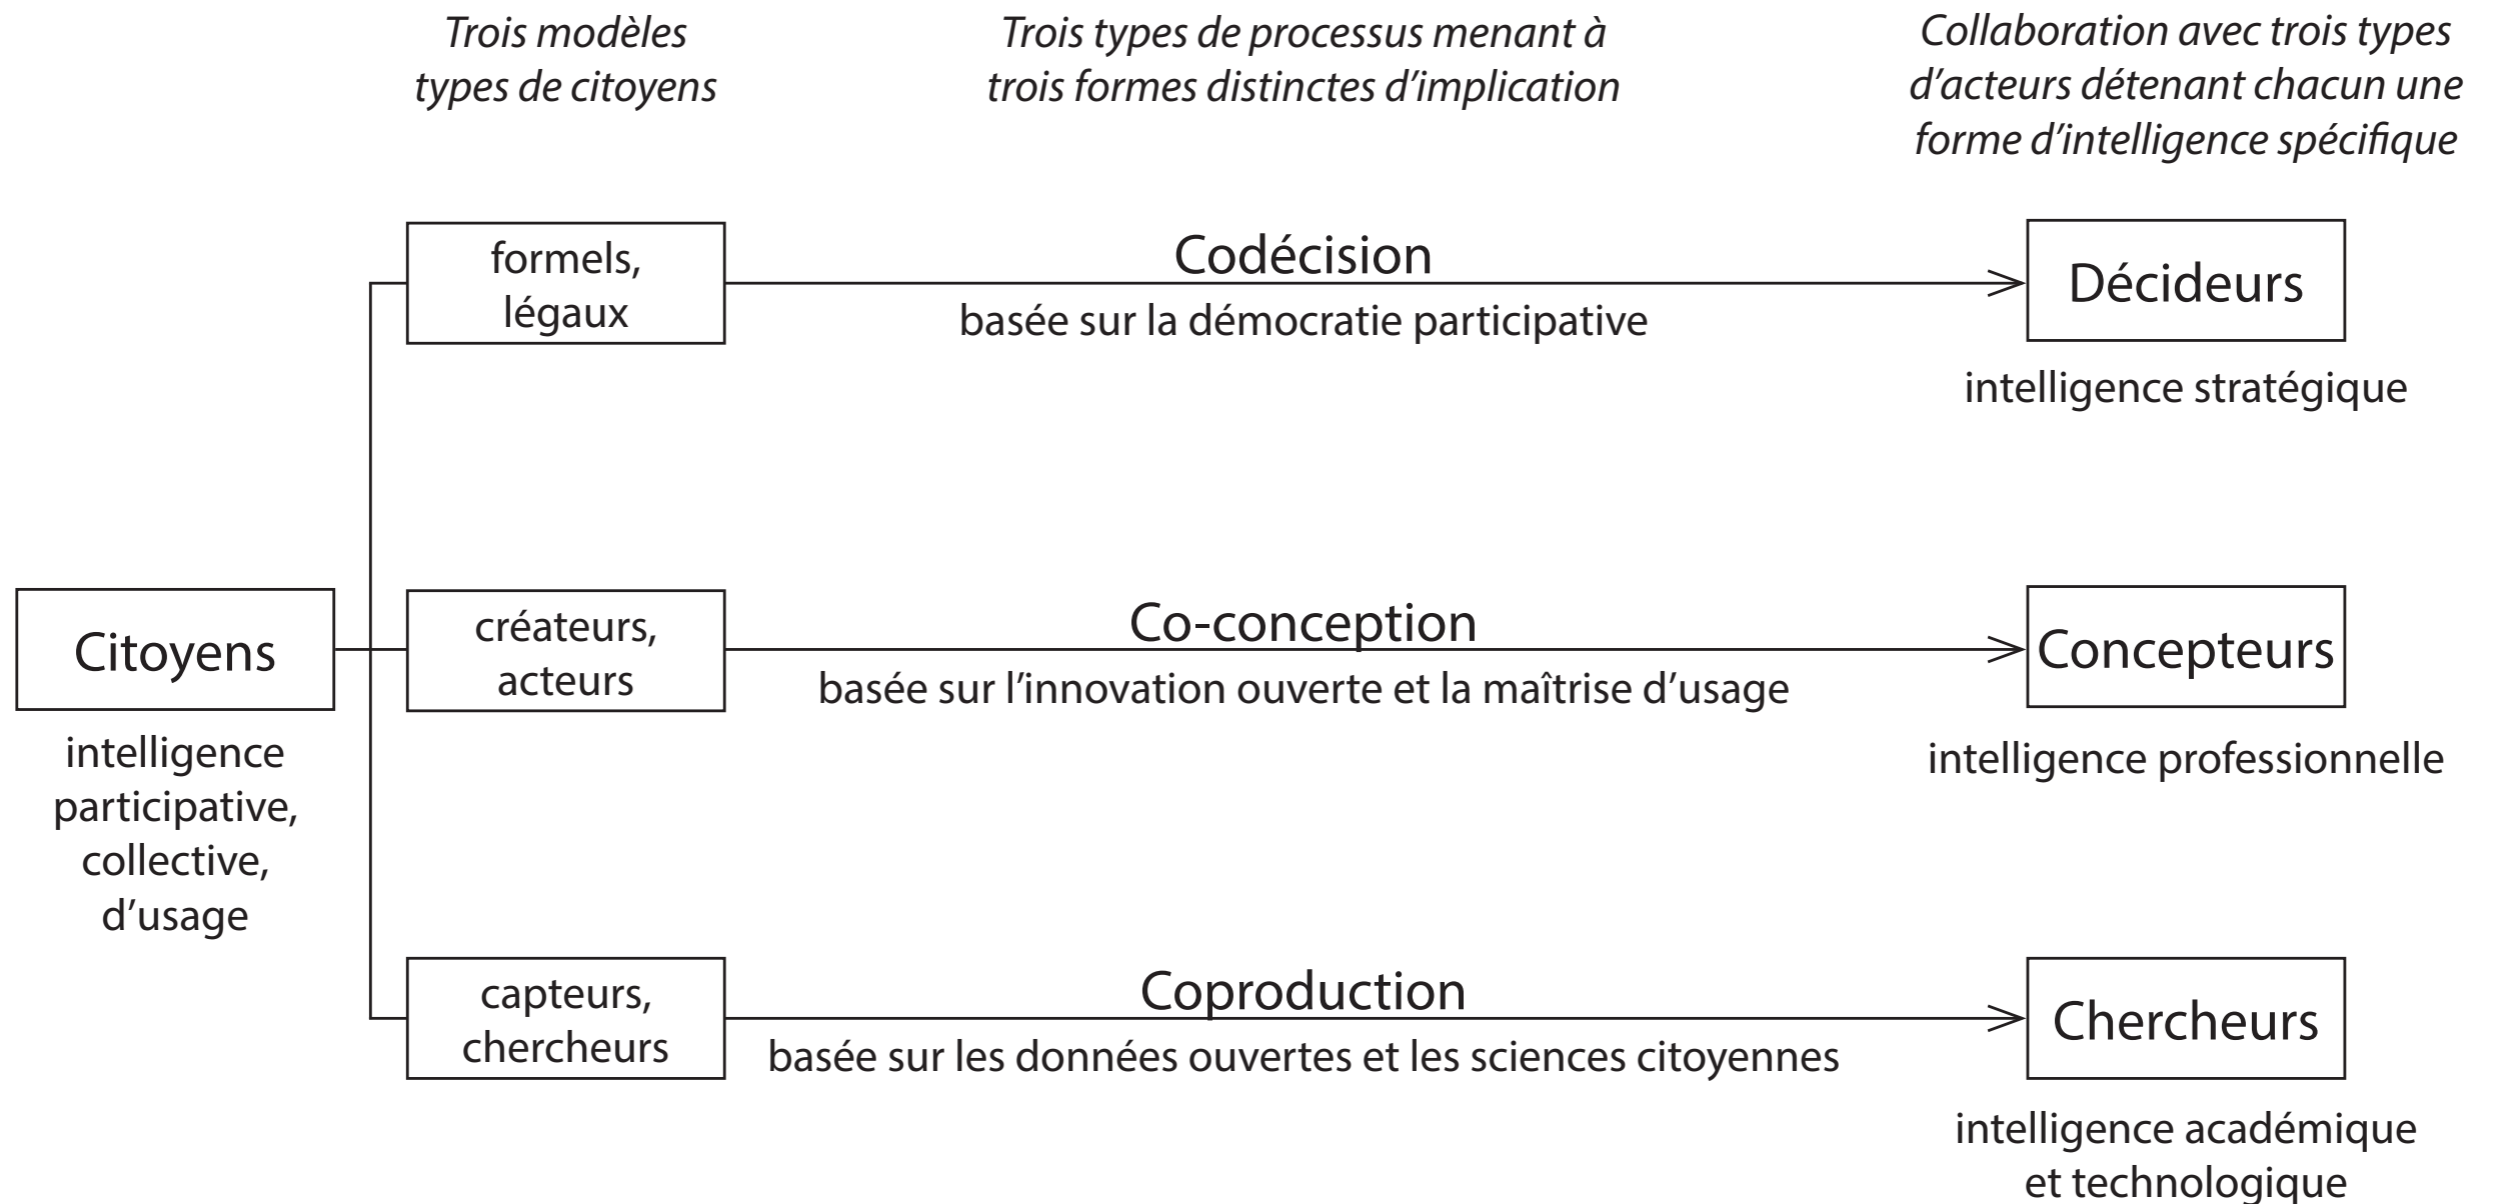 Trois modèles
types de citoyens
Trois types de processus menant à
trois formes distinctes d’implication
Collaboration avec trois types
d’acteurs détenant chacun une
forme d’intelligence spécifique
formels,
légaux
Codécision
basée sur la démocratie participative
Décideurs
intelligence stratégique
Citoyens
intelligence
participative,
collective,
d’usage
créateurs,
acteurs
Co-conception
basée sur l’innovation ouverte et la maîtrise d’usage
Concepteurs
intelligence professionnelle
capteurs,
chercheurs
Coproduction
basée sur les données ouvertes et les sciences citoyennes
Chercheurs
intelligence académique
et technologique